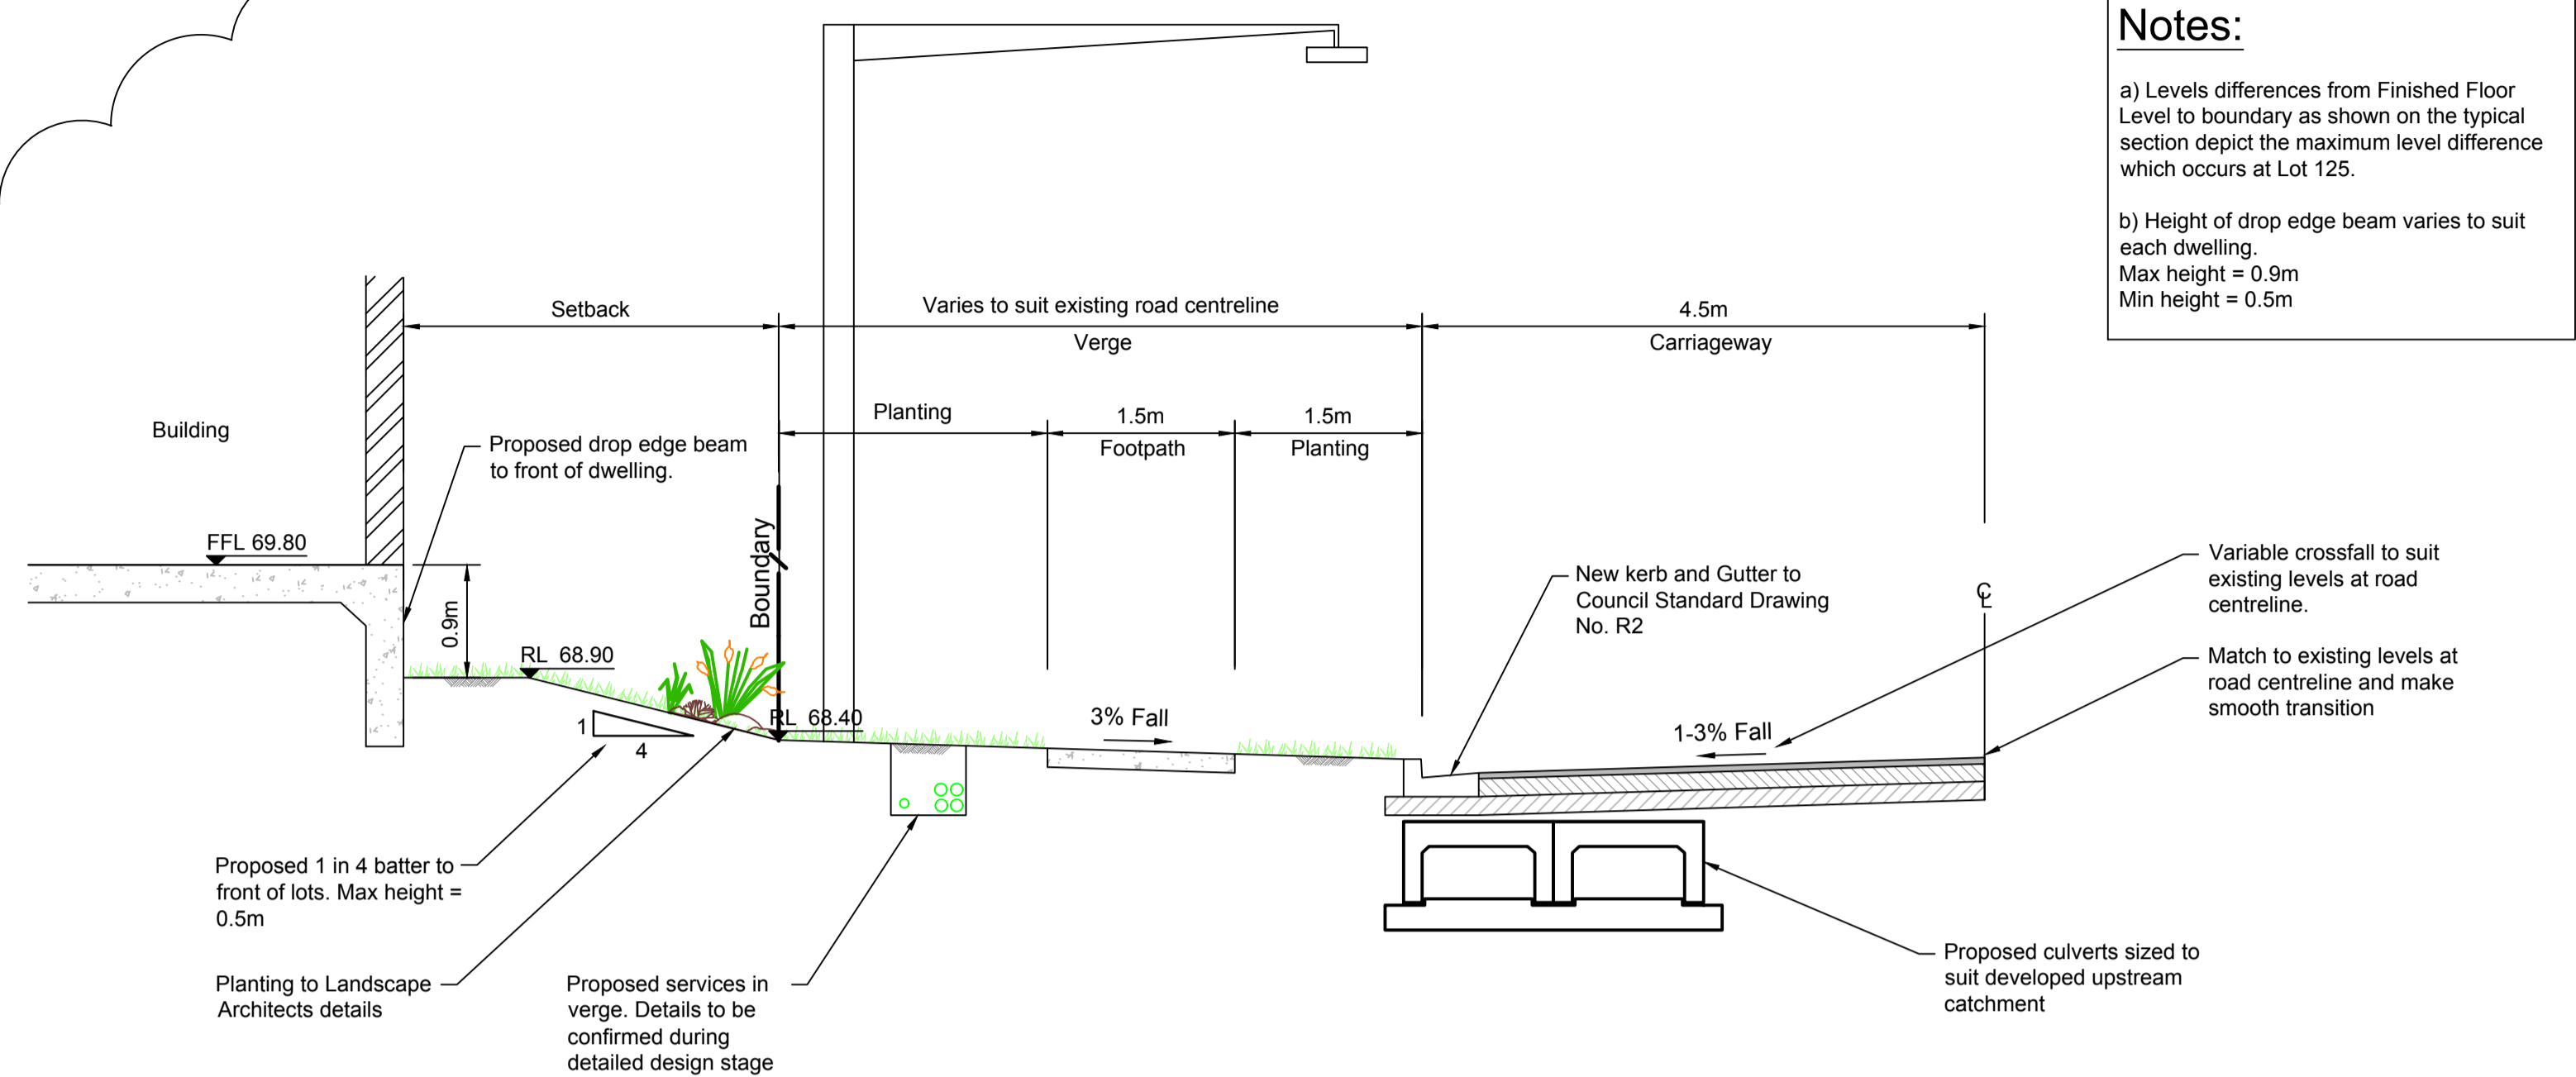 Notes:
a) Levels differences from Finished Floor
Level to boundary as shown on the typical
section depict the maximum level difference
which occurs at Lot 125.
b) Height of drop edge beam varies to suit
each dwelling.
Max height = 0.9m
Min height = 0.5m
Setback
Varies to suit existing road centreline
Verge
4.5m
Carriageway
Planting
1.5m
Footpath
1.5m
Planting
Building
Proposed drop edge beam
to front of dwelling.
FFL 69.80
0.9m
RL 68.90
Boundary
RL 68.40
1
4
3% Fall
New kerb and Gutter to
Council Standard Drawing
No. R2
1-3% Fall
CL
Variable crossfall to suit
existing levels at road
centreline.
Match to existing levels at
road centreline and make
smooth transition
Proposed 1 in 4 batter to
front of lots. Max height =
0.5m
Planting to Landscape
Architects details
Proposed services in
verge. Details to be
confirmed during
detailed design stage
Proposed culverts sized to
suit developed upstream
catchment